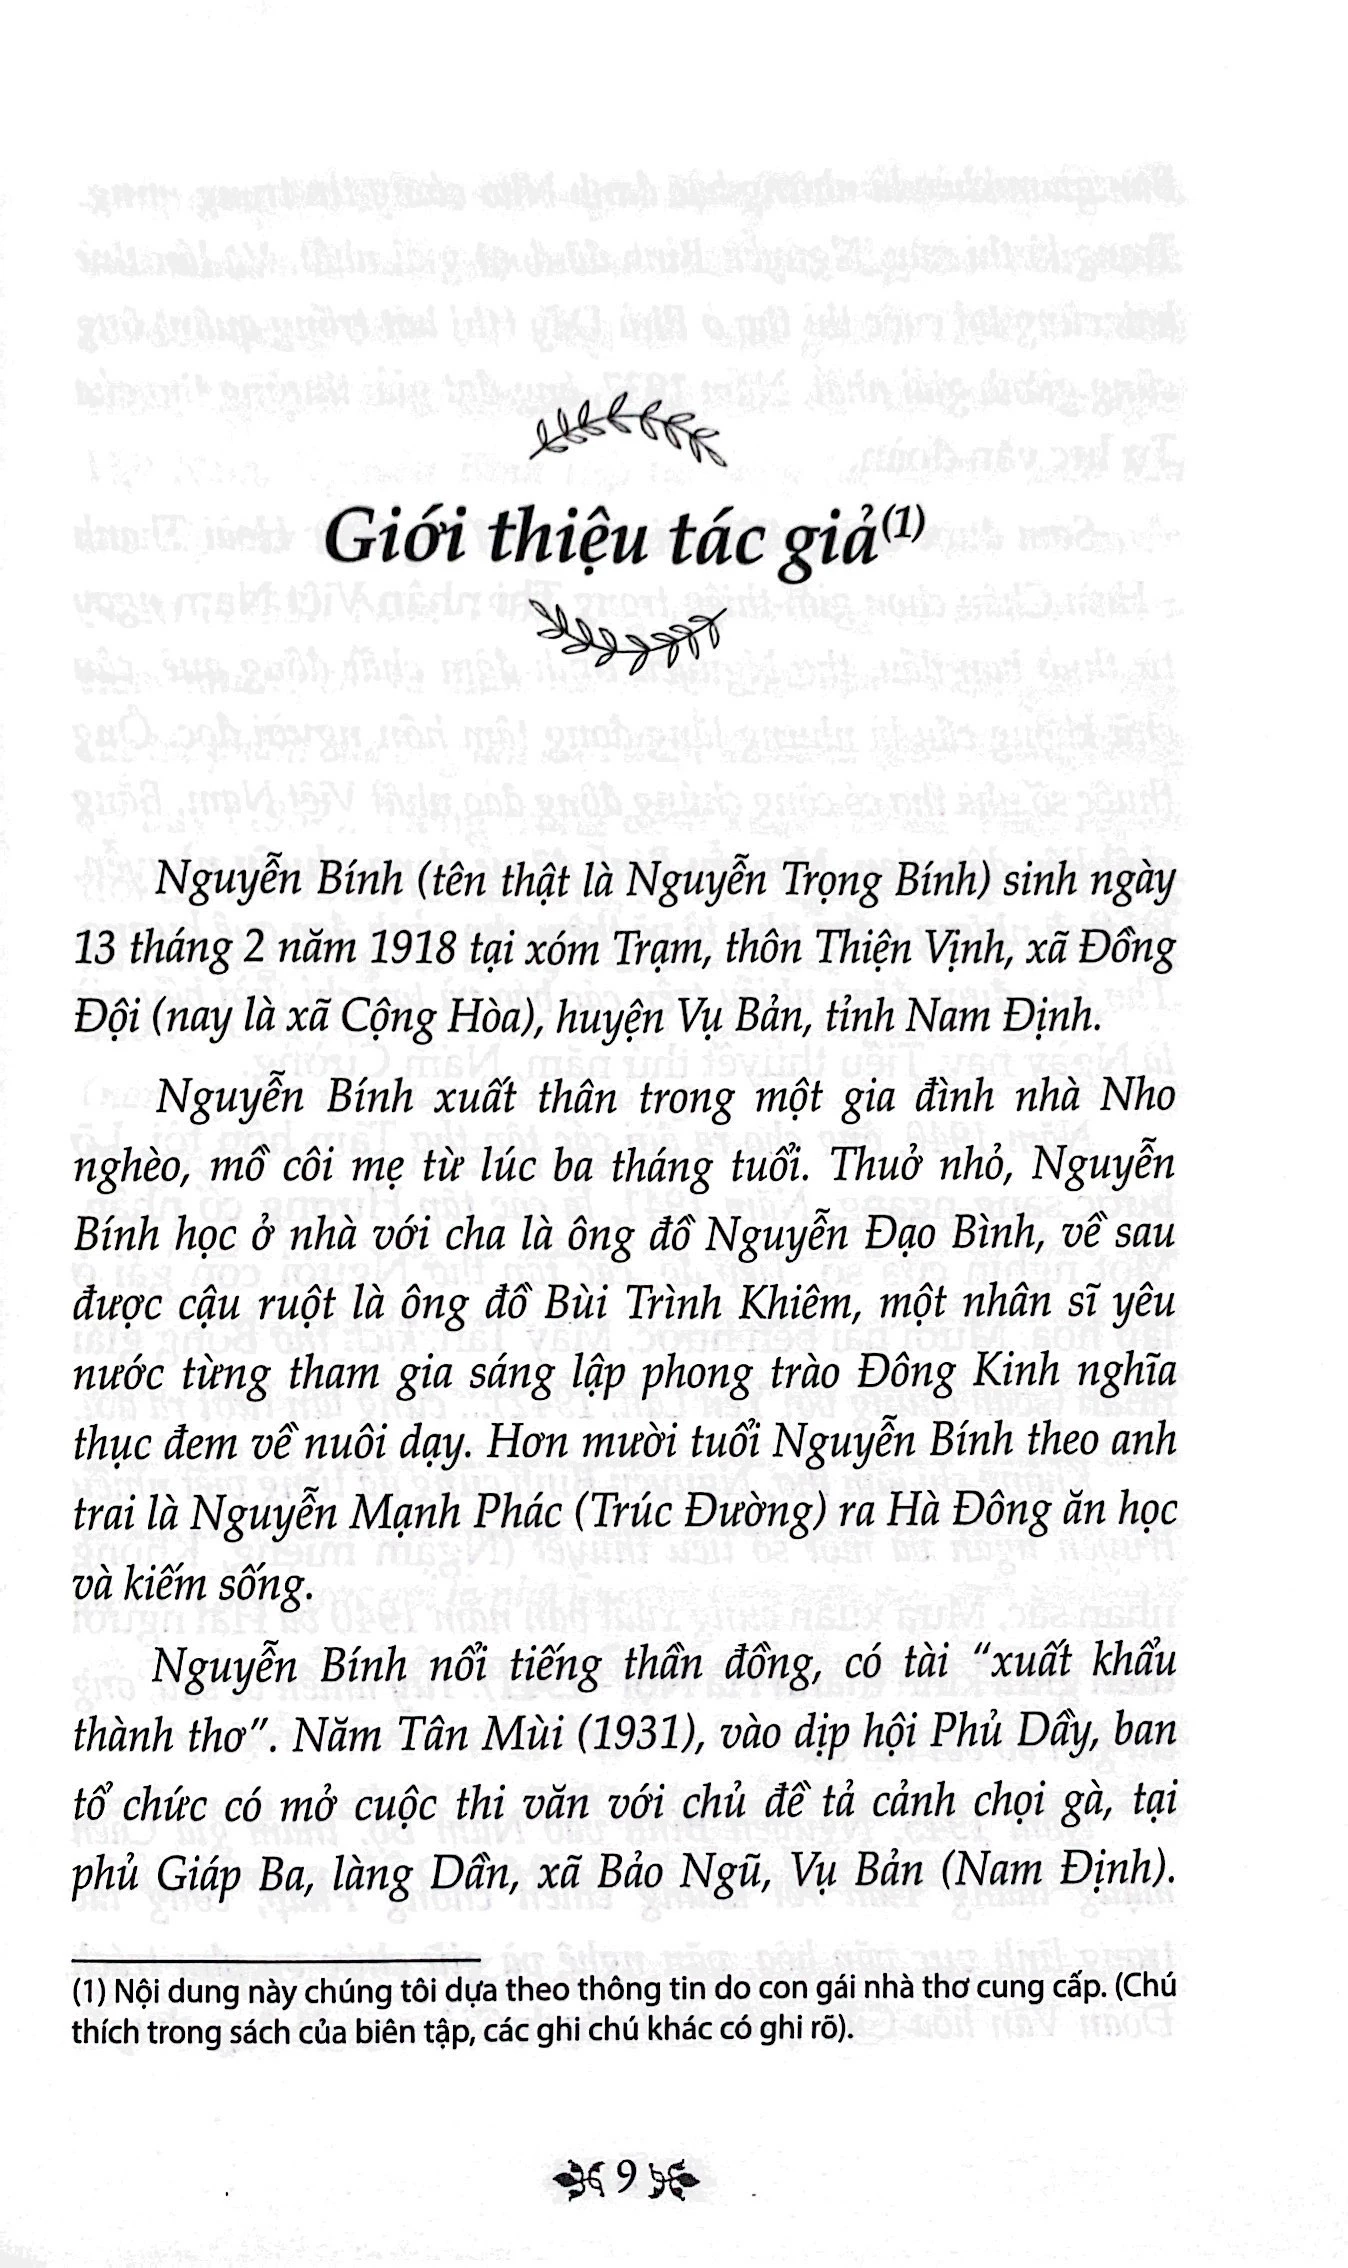 Giới thiệu tác giả(1)
Nguyễn Bính (tên thật là Nguyễn Trọng Bính) sinh ngày
13 tháng 2 năm 1918 tại xóm Trạm, thôn Thiện Vịnh, xã Đồng
Đội (nay là xã Cộng Hòa), huyện Vụ Bản, tỉnh Nam Định.
Nguyễn Bính xuất thân trong một gia đình nhà Nho
nghèo, mồ côi mẹ từ lúc ba tháng tuổi. Thuở nhỏ, Nguyễn
Bính học ở nhà với cha là ông đồ Nguyễn Đạo Bình, về sau
được cậu ruột là ông đồ Bùi Trình Khiêm, một nhân sĩ yêu
nước từng tham gia sáng lập phong trào Đông Kinh nghĩa
thục đem về nuôi dạy. Hơn mười tuổi Nguyễn Bính theo anh
trai là Nguyễn Mạnh Phác (Trúc Đường) ra Hà Đông ăn học
và kiếm sống.
Nguyễn Bính nổi tiếng thần đồng, có tài “xuất khẩu
thành thơ”. Năm Tân Mùi (1931), vào dịp hội Phủ Dầy, ban
tổ chức có mở cuộc thi văn với chủ đề tả cảnh chọi gà, tại
phủ Giáp Ba, làng Dần, xã Bảo Ngũ, Vụ Bản (Nam Định).
(1) Nội dung này chúng tôi dựa theo thông tin do con gái nhà thơ cung cấp. (Chú
thích trong sách của biên tập, các ghi chú khác có ghi rõ).
9